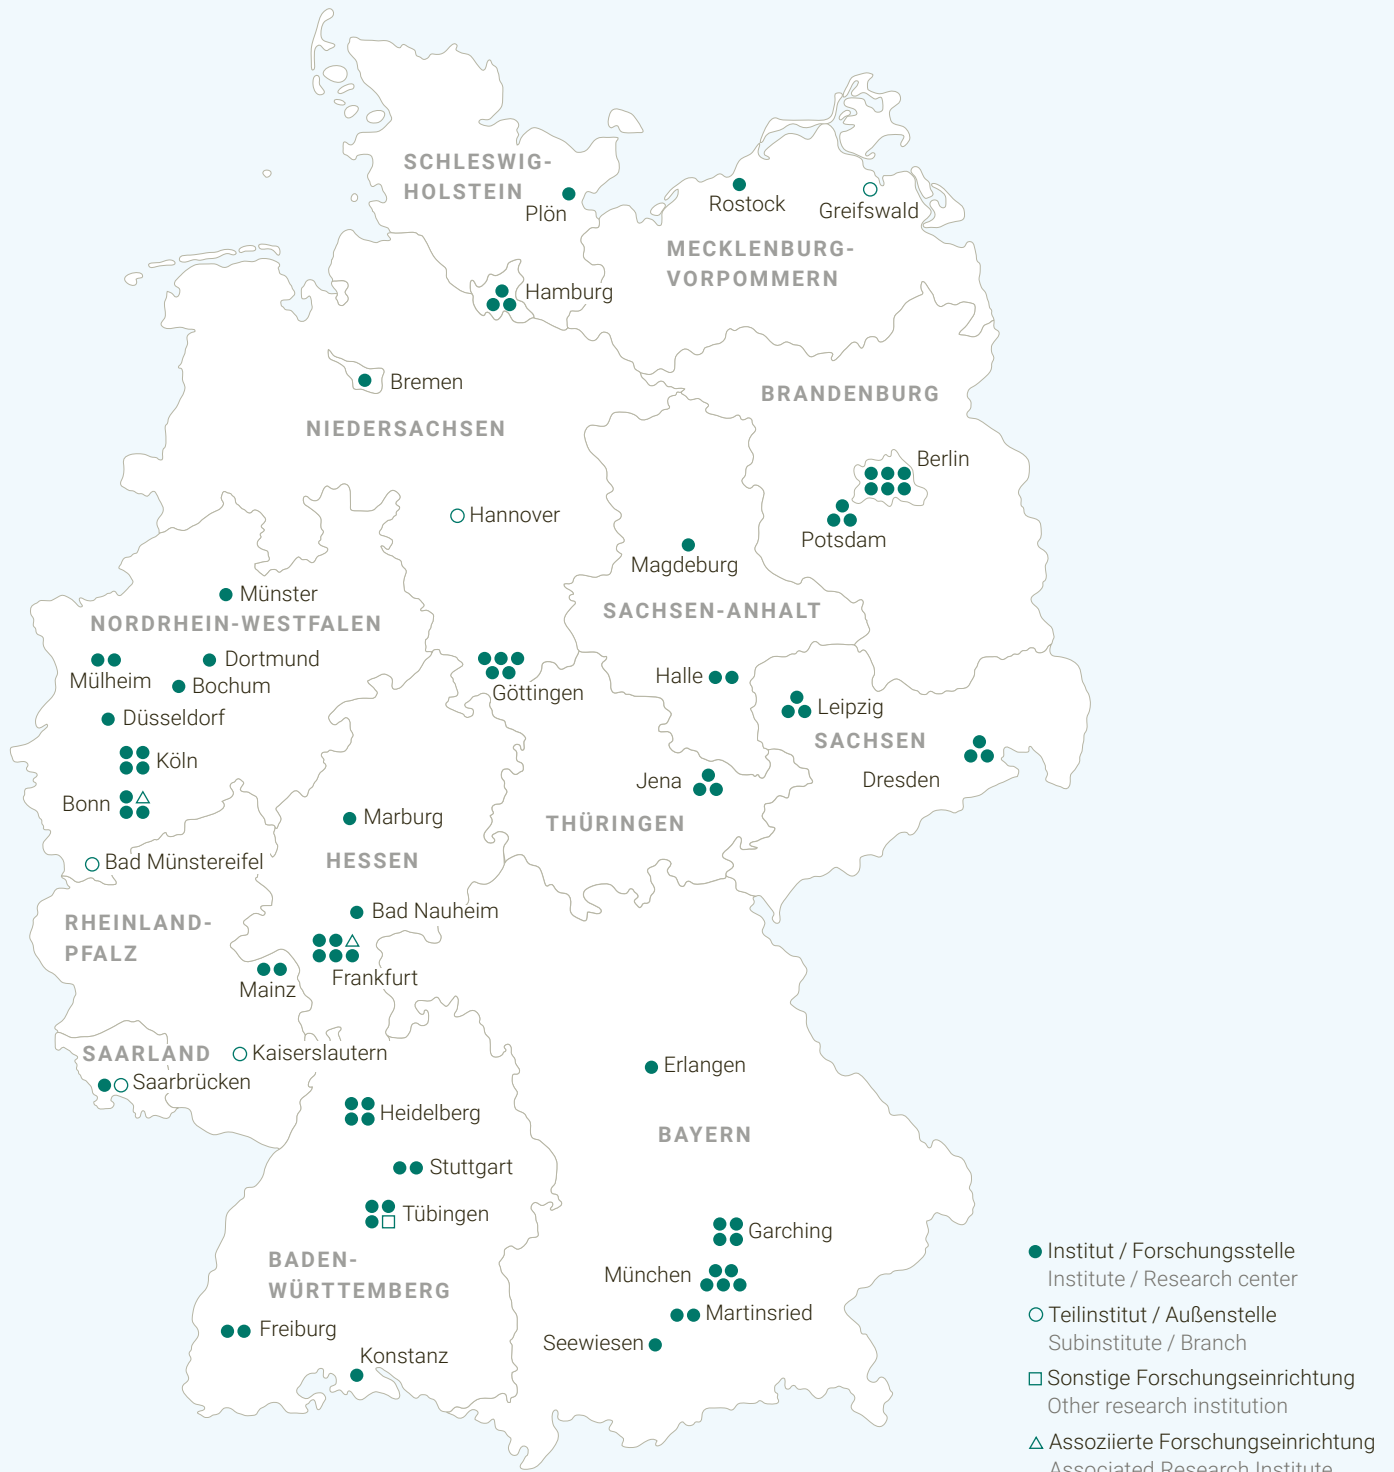 SCHLESWIG-
HOLSTEIN
Plön
Rostock
Greifswald
MECKLENBURG-
VORPOMMERN
Hamburg
Bremen
BRANDENBURG
NIEDERSACHSEN
Berlin
Hannover
Potsdam
Magdeburg
Münster
SACHSEN-ANHALT
NORDRHEIN-WESTFALEN
Dortmund
Mülheim
Bochum
Halle
Göttingen
Leipzig
Düsseldorf
SACHSEN
Köln
Dresden
Jena
Bonn
Marburg
THÜRINGEN
Bad Münstereifel
HESSEN
Bad Nauheim
RHEINLAND-
PFALZ
Frankfurt
Mainz
SAARLAND
Kaiserslautern
Erlangen
Saarbrücken
Heidelberg
BAYERN
Stuttgart
Tübingen
Garching
BADEN-
WÜRTTEMBERG
München
Martinsried
Freiburg
Seewiesen
Konstanz
Institut / Forschungsstelle
Institute / Research center
Teilinstitut / Außenstelle
Subinstitute / Branch
Sonstige Forschungseinrichtung
Other research institution
Assoziierte Forschungseinrichtung
Associated Research Institute